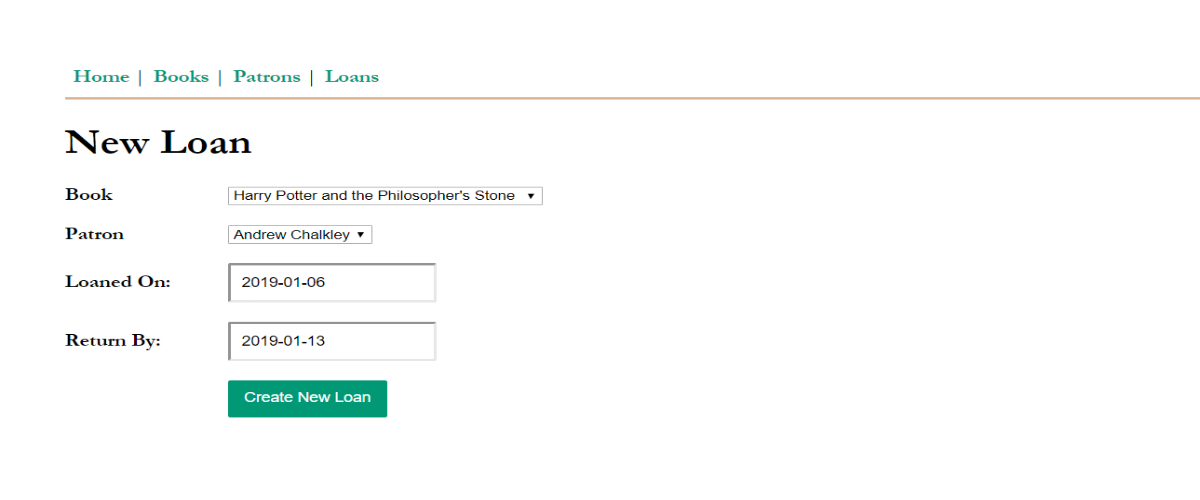 Home | Books | Patrons | Loans
New Loan
Book Harry Potter and the Philosopher's Stone
Patron Andrew Chalkley
Loaned On: 2019-01-06
Return By: 2019-01-13
Create New Loan